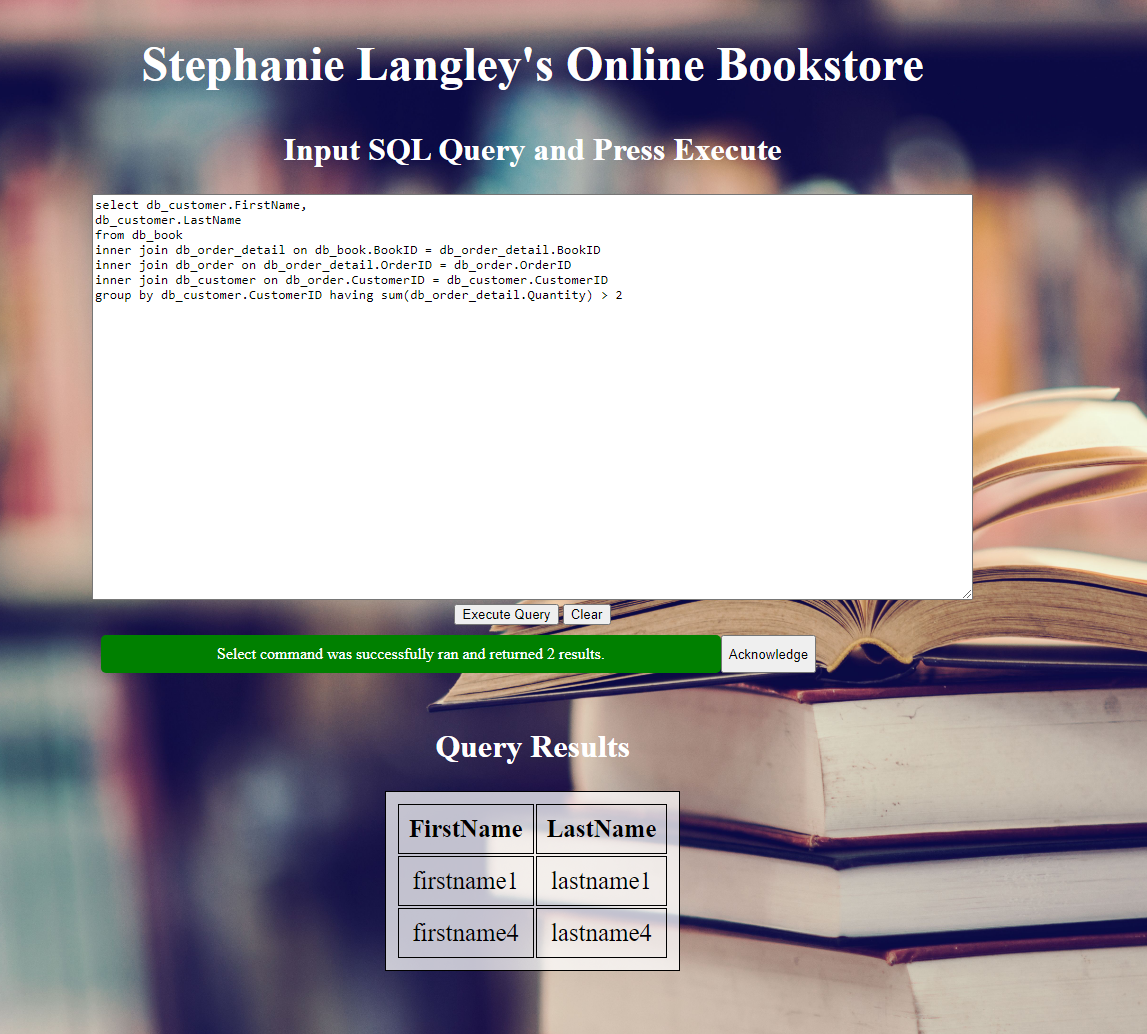 Stephanie Langley's Online Bookstore
Input SQL Query and Press Execute
select db_customer.FirstName,
db_customer.LastName
from db_book
inner join db_order_detail on db_book.BookID = db_order_detail.BookID
inner join db_order on db_order_detail.OrderID = db_order.OrderID
inner join db_customer on db_order.CustomerID = db_customer.CustomerID
group by db_customer.CustomerID having sum(db_order_detail.Quantity) > 2
Execute Query Clear
Select command was successfully ran and returned 2 results. Acknowledge
Query Results
FirstName LastName
firstname1 lastname1
firstname4 lastname4